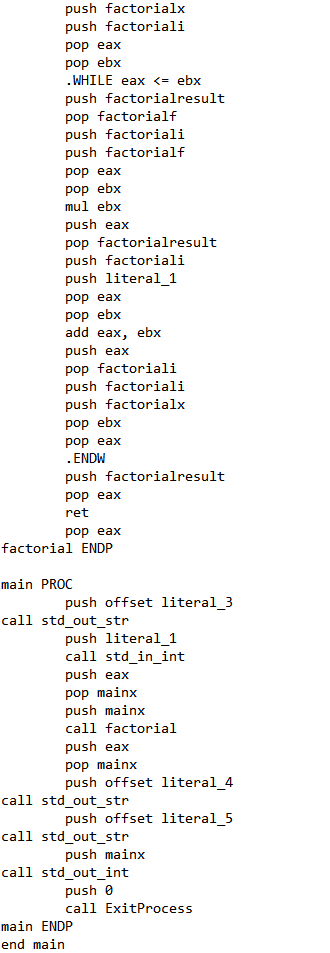 push factorialx
push factoriali
pop eax
pop ebx
.WHILE eax <= ebx
push factorialresult
pop factorialf
push factoriali
push factorialf
pop eax
pop ebx
mul ebx
push eax
pop factorialresult
push factoriali
push literal_1
pop eax
pop ebx
add eax, ebx
push eax
pop factoriali
push factoriali
push factorialx
pop ebx
pop eax
.ENDW
push factorialresult
pop eax
ret
pop eax
factorial ENDP

main PROC
push offset literal_3
call std_out_str
push literal_1
call std_in_int
push eax
pop mainx
push mainx
call factorial
push eax
pop mainx
push offset literal_4
call std_out_str
push offset literal_5
call std_out_str
push mainx
call std_out_int
push 0
call ExitProcess
main ENDP
end main